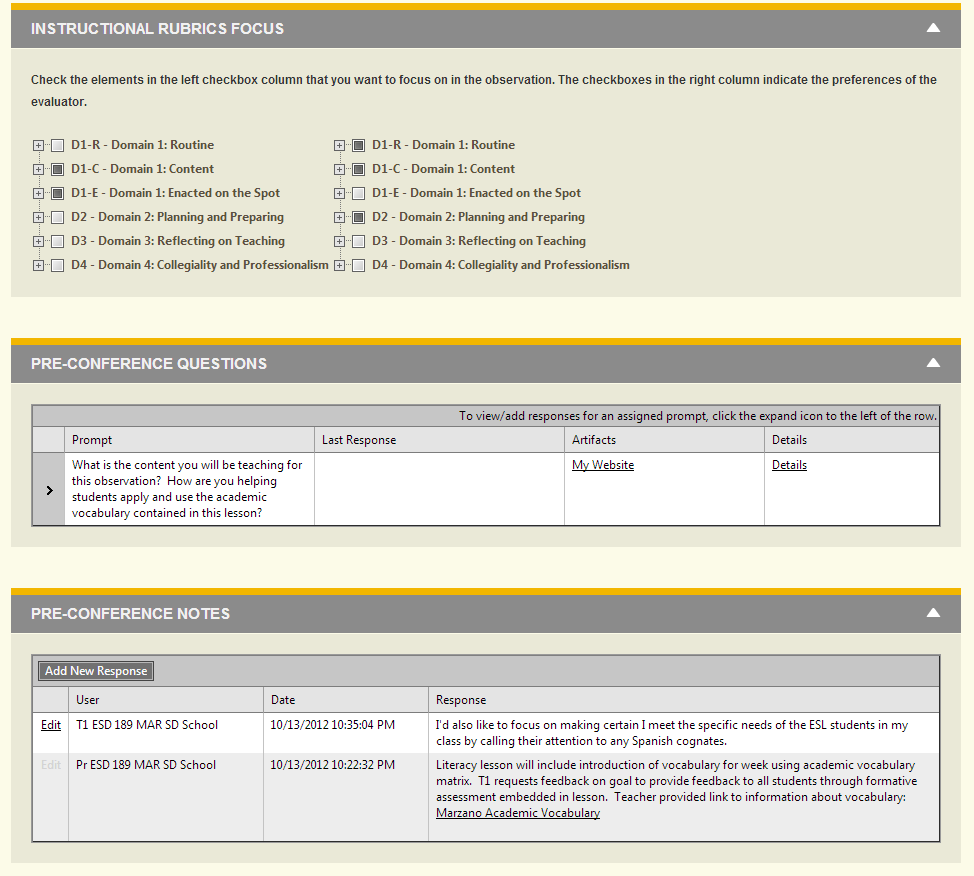 INSTRUCTIONAL RUBRICS FOCUS
Check the elements in the left checkbox column that you want to focus on in the observation. The checkboxes in the right column indicate the preferences of the
evaluator.
D1-R - Domain 1: Routine
D1-C - Domain 1: Content
D1-E - Domain 1: Enacted on the Spot
D2 - Domain 2: Planning and Preparing
D3 - Domain 3: Reflecting on Teaching
D4 - Domain 4: Collegiality and Professionalism
D1-R - Domain 1: Routine
D1-C - Domain 1: Content
D1-E - Domain 1: Enacted on the Spot
D2 - Domain 2: Planning and Preparing
D3 - Domain 3: Reflecting on Teaching
D4 - Domain 4: Collegiality and Professionalism
PRE-CONFERENCE QUESTIONS
To view/add responses for an assigned prompt, click the expand icon to the left of the row.
Prompt Last Response Artifacts Details
What is the content you will be teaching for
this observation? How are you helping
students apply and use the academic
vocabulary contained in this lesson?
My Website
Details
PRE-CONFERENCE NOTES
Add New Response
User Date Response
Edit T1 ESD 189 MAR SD School 10/13/2012 10:35:04 PM I'd also like to focus on making certain I meet the specific needs of the ESL students in my
class by calling their attention to any Spanish cognates.
Edit Pr ESD 189 MAR SD School 10/13/2012 10:22:32 PM Literacy lesson will include introduction of vocabulary for week using academic vocabulary
matrix. T1 requests feedback on goal to provide feedback to all students through formative
assessment embedded in lesson. Teacher provided link to information about vocabulary:
Marzano Academic Vocabulary